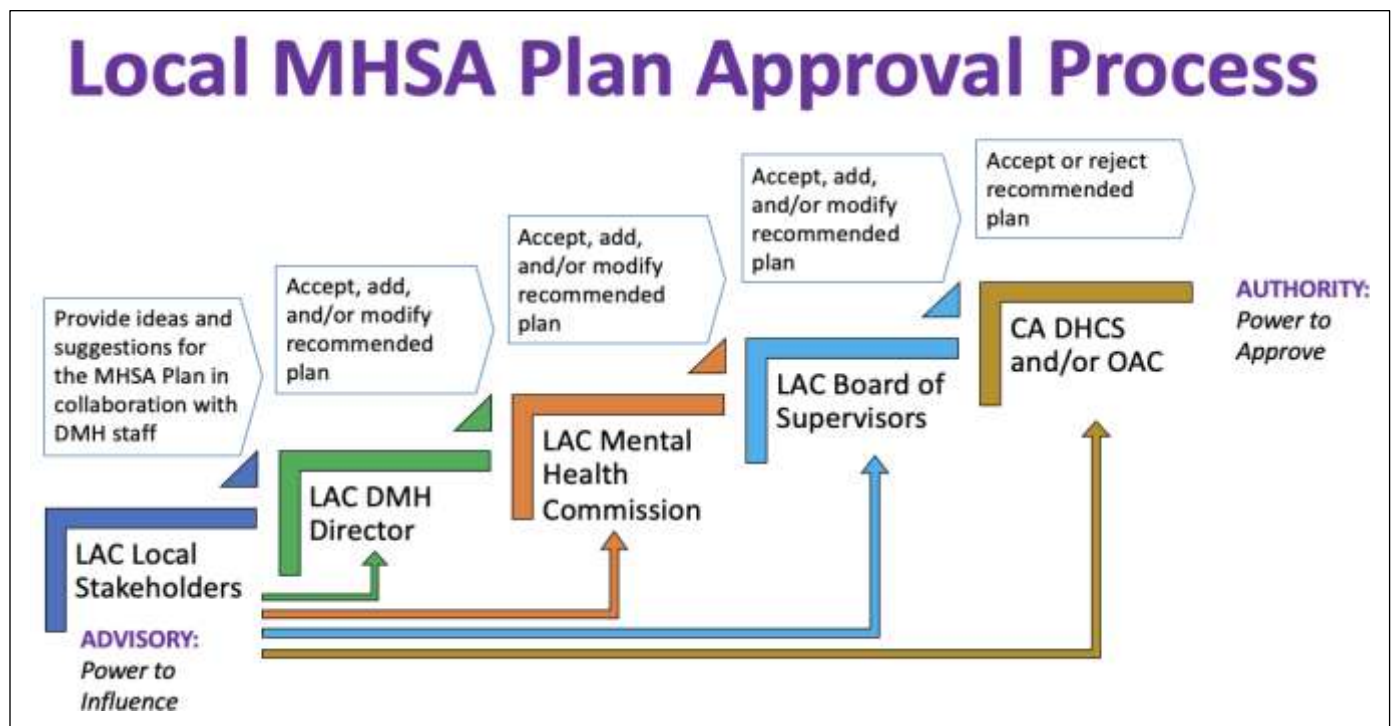 Local MHSA Plan Approval Process
Provide ideas and
suggestions for
the MHSA Plan in
collaboration with
DMH staff
LAC Local
Stakeholders
ADVISORY:
Power to
Influence
Accept, add,
and/or modify
recommended
plan
LAC DMH
Director
Accept, add,
and/or modify
recommended
plan
LAC Mental
Health
Commission
Accept, add,
and/or modify
recommended
plan
LAC Board of
Supervisors
Accept or reject
recommended
plan
CA DHCS
and/or OAC
AUTHORITY:
Power to
Approve